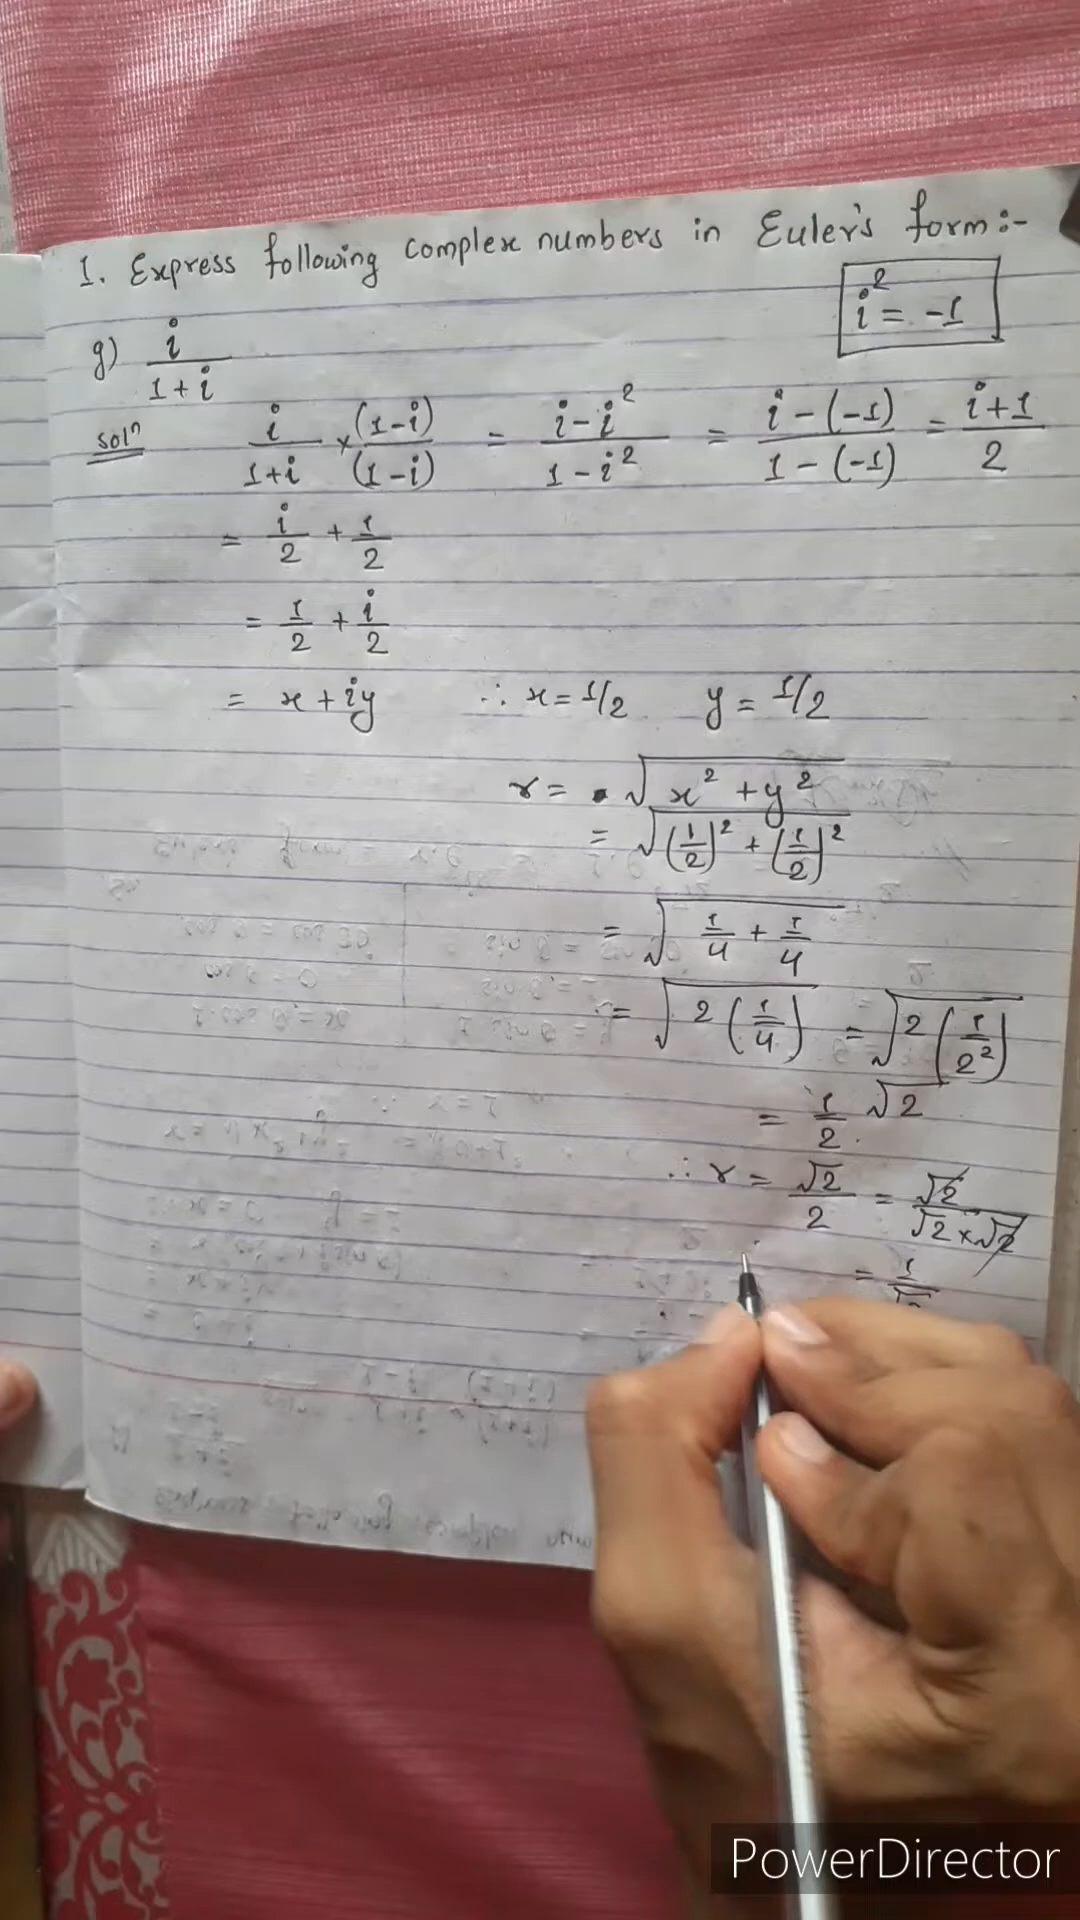 1. Express following complex numbers in Euler's form:-
i² = -1
g) i/(1+i)
solⁿ i/(1+i) × (1-i)/(1-i) = (i-i²)/(1-i²) = (i-(-1))/(1-(-1)) = (i+1)/2
= i/2 + 1/2
= 1/2 + i/2
= x + iy ∴ x = 1/2 y = 1/2
r = √(x² + y²)
= √((1/2)² + (1/2)²)
= √(1/4 + 1/4)
= √(2(1/4)) = √(2(1/2²))
= 1/2 √2
∴ r = √2/2 = √2/(√2×√2)
= 1/√
PowerDirector